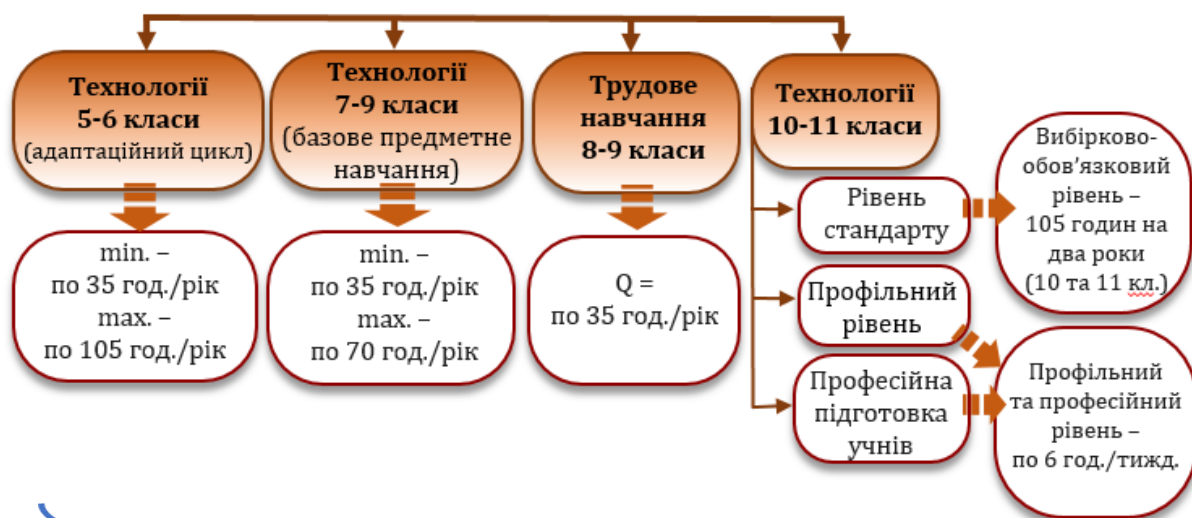 Технології
5-6 класи
(адаптаційний цикл)
min. –
по 35 год./рік
max. –
по 105 год./рік
Технології
7-9 класи
(базове предметне
навчання)
min. –
по 35 год./рік
max. –
по 70 год./рік
Трудове
навчання
8-9 класи
Q =
по 35 год./рік
Технології
10-11 класи
Рівень
стандарту
Вибірково-
обов’язковий
рівень –
105 годин на
два роки
(10 та 11 кл.)
Профільний
рівень
Професійна
підготовка
учнів
Профільний
та професійний
рівень –
по 6 год./тижд.